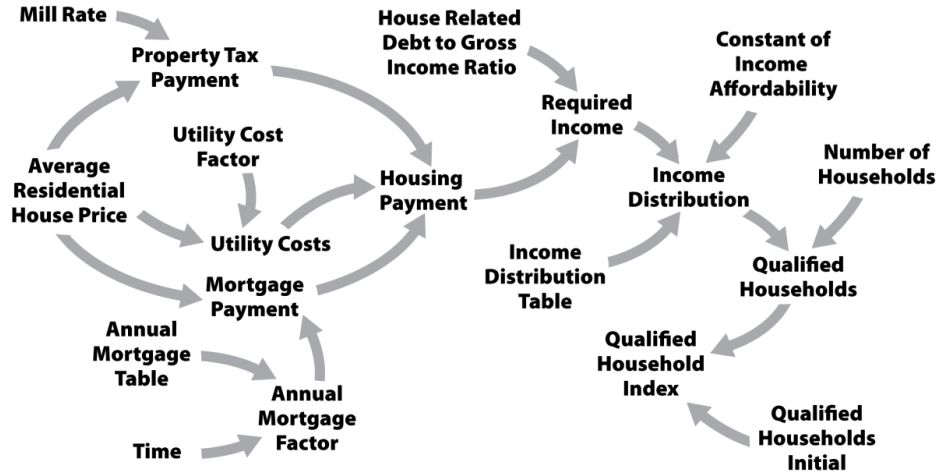 Mill Rate
Property Tax
Payment
House Related
Debt to Gross
Income Ratio
Constant of
Income
Affordability
Utility Cost
Factor
Required
Income
Average
Residential
House Price
Housing
Payment
Income
Distribution
Number of
Households
Utility Costs
Mortgage
Payment
Income
Distribution
Table
Qualified
Households
Annual
Mortgage
Table
Qualified
Household
Index
Annual
Mortgage
Factor
Time
Qualified
Households
Initial